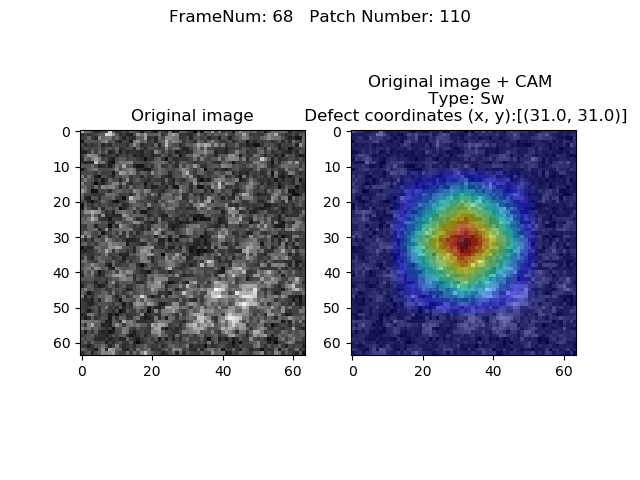 FrameNum: 68   Patch Number: 110
Original image
Original image + CAM
Type: Sw
Defect coordinates (x, y):[(31.0, 31.0)]
0
10
20
30
40
50
60
0 20 40 60
0
10
20
30
40
50
60
0 20 40 60